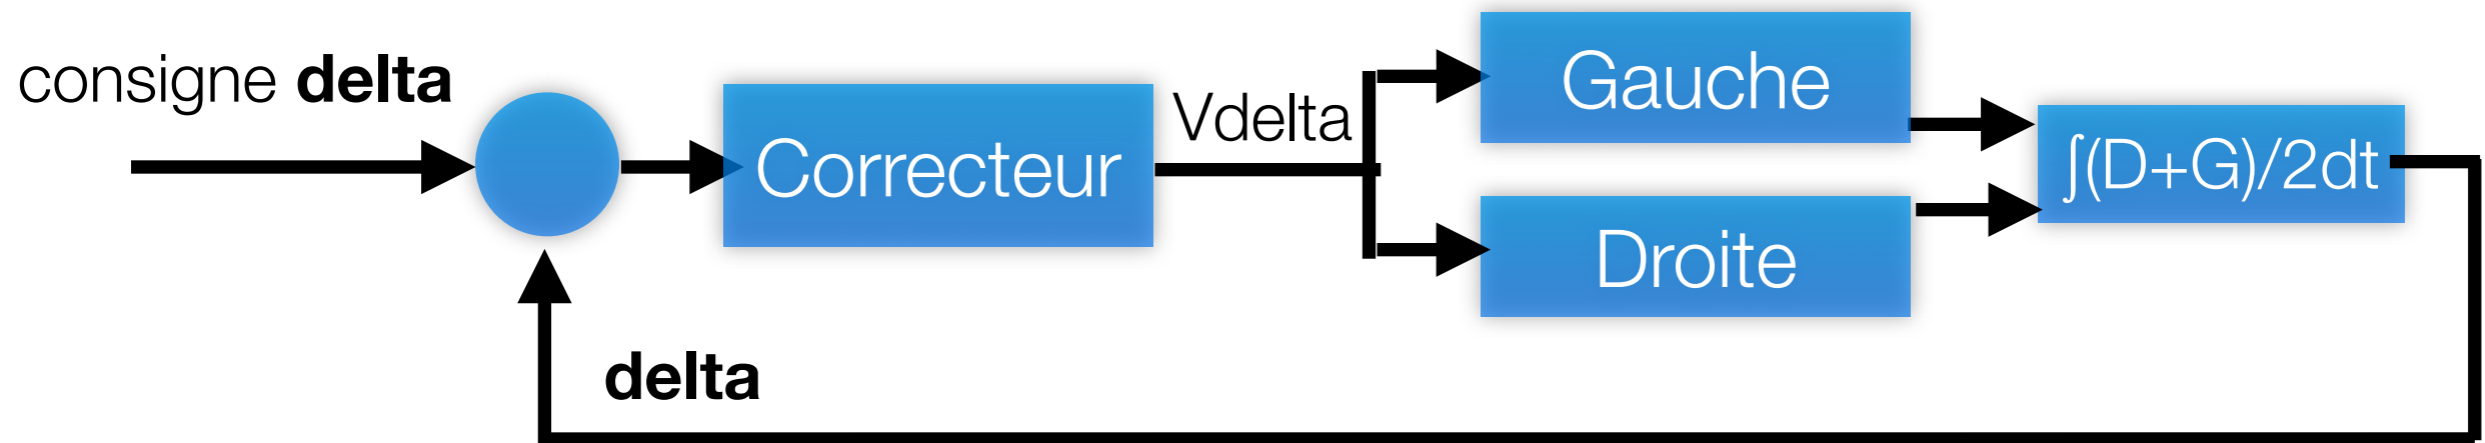 consigne delta
Correcteur
Vdelta
Gauche
Droite
∫(D+G)/2dt
delta